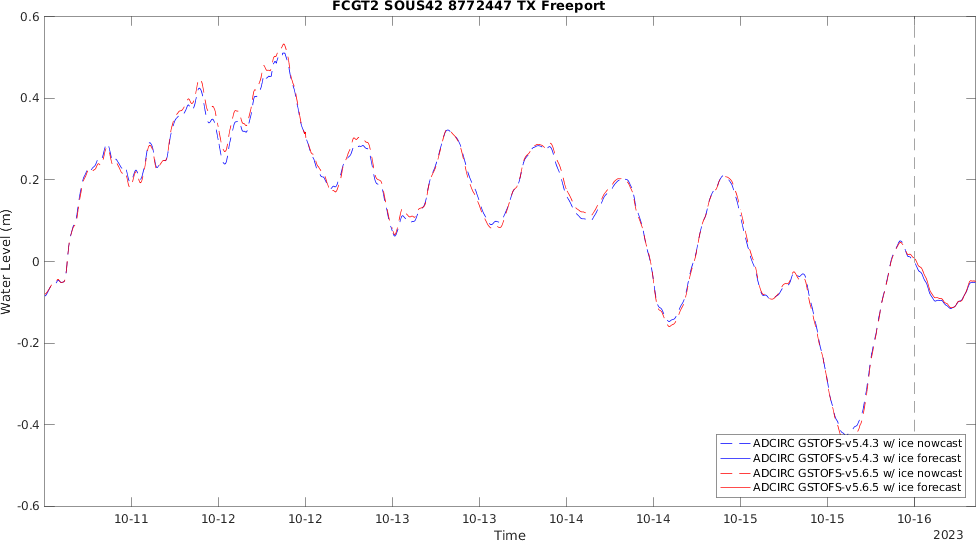 FCGT2 SOUS42 8772447 TX Freeport
0.6
0.4
0.2
0
-0.2
-0.4
-0.6
Water Level (m)
ADCIRC GSTOFS-v5.4.3 w/ ice nowcast
ADCIRC GSTOFS-v5.4.3 w/ ice forecast
ADCIRC GSTOFS-v5.6.5 w/ ice nowcast
ADCIRC GSTOFS-v5.6.5 w/ ice forecast
10-11 10-12 10-12 10-13 10-13 10-14 10-14 10-15 10-15 10-16
Time
2023